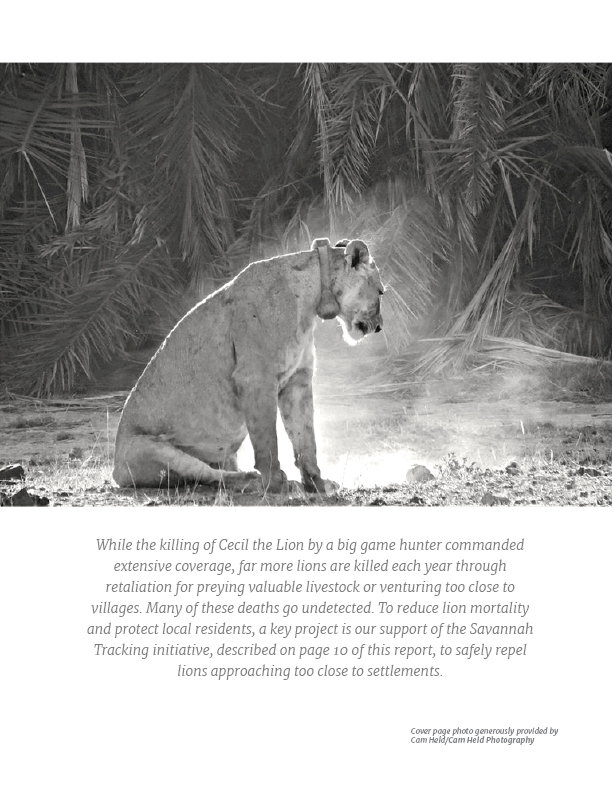 While the killing of Cecil the Lion by a big game hunter commanded
extensive coverage, far more lions are killed each year through
retaliation for preying valuable livestock or venturing too close to
villages. Many of these deaths go undetected. To reduce lion mortality
and protect local residents, a key project is our support of the Savannah
Tracking initiative, described on page 10 of this report, to safely repel
lions approaching too close to settlements.
Cover page photo generously provided by
Cam Held/Cam Held Photography